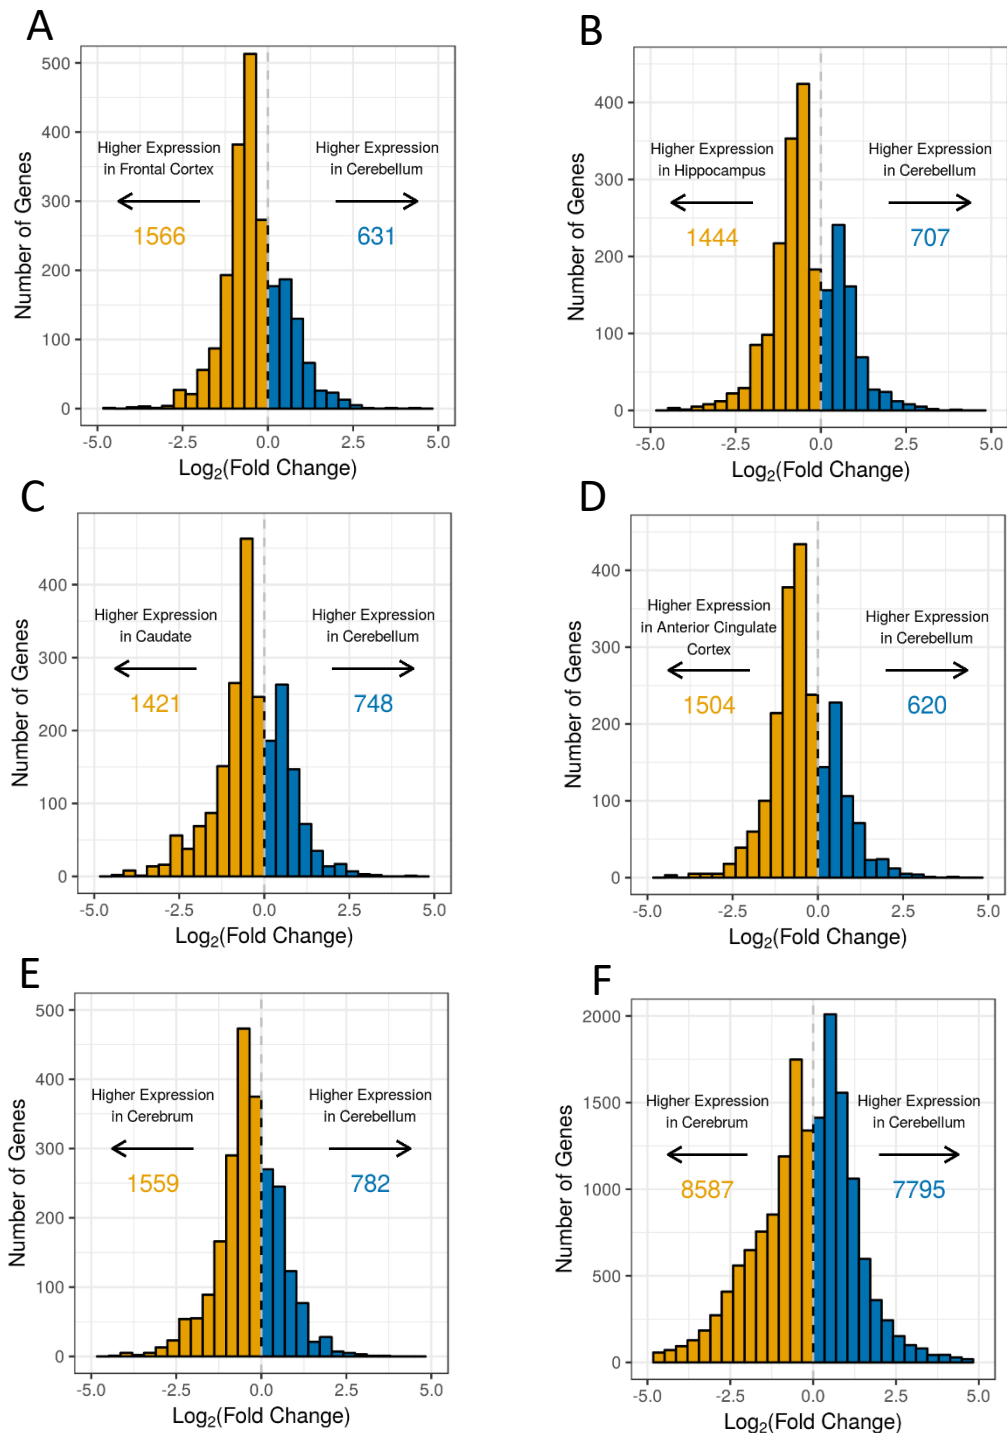 A
Number of Genes
500
400
300
200
100
0
Higher Expression
in Frontal Cortex
1566
Higher Expression
in Cerebellum
631
-5.0 -2.5 0.0 2.5 5.0
Log2(Fold Change)
B
Number of Genes
400
300
200
100
0
Higher Expression
in Hippocampus
1444
Higher Expression
in Cerebellum
707
-5.0 -2.5 0.0 2.5 5.0
Log2(Fold Change)
C
Number of Genes
400
300
200
100
0
Higher Expression
in Caudate
1421
Higher Expression
in Cerebellum
748
-5.0 -2.5 0.0 2.5 5.0
Log2(Fold Change)
D
Number of Genes
400
300
200
100
0
Higher Expression
in Anterior Cingulate
Cortex
1504
Higher Expression
in Cerebellum
620
-5.0 -2.5 0.0 2.5 5.0
Log2(Fold Change)
E
Number of Genes
500
400
300
200
100
0
Higher Expression
in Cerebrum
1559
Higher Expression
in Cerebellum
782
-5.0 -2.5 0.0 2.5 5.0
Log2(Fold Change)
F
Number of Genes
2000
1500
1000
500
0
Higher Expression
in Cerebrum
8587
Higher Expression
in Cerebellum
7795
-5.0 -2.5 0.0 2.5 5.0
Log2(Fold Change)